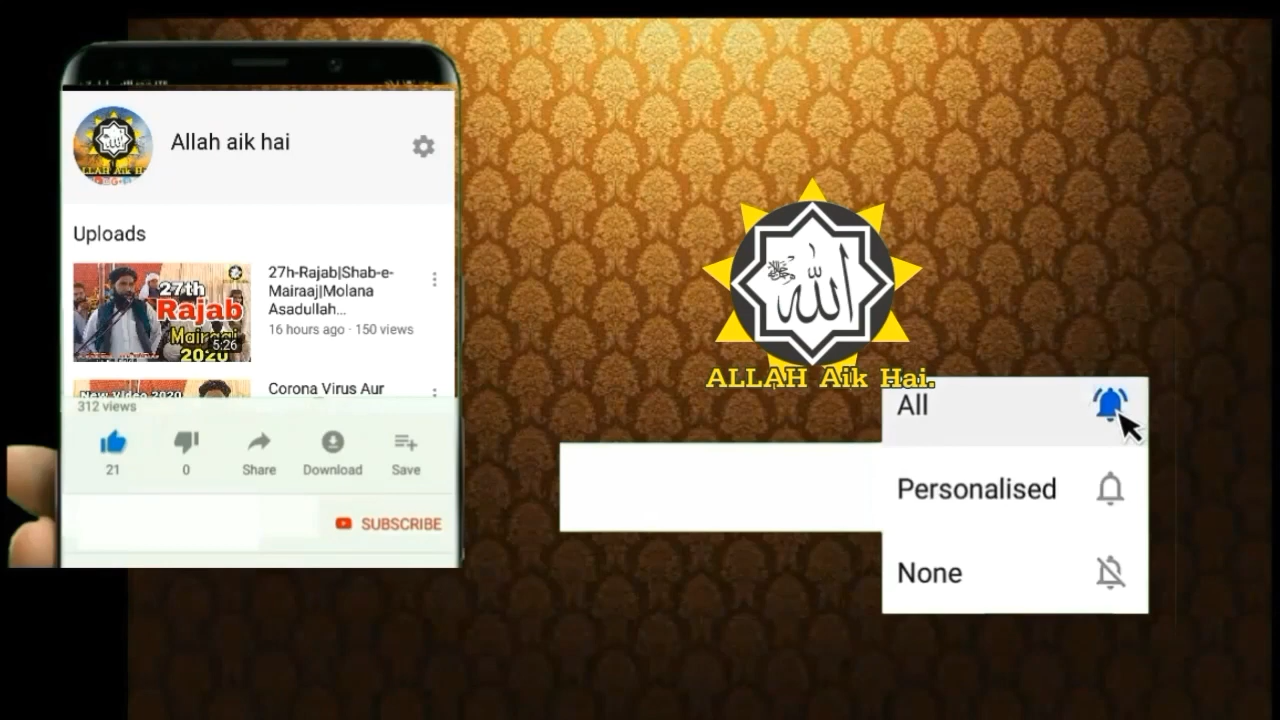 Allah aik hai
Uploads
27th
Rajab
Mairaaj
5:26
2020
27h-Rajab|Shab-e-
Mairaaj|Molana
Asadullah...
16 hours ago · 150 views
New Video 2020
Corona Virus Aur
312 views
21
0
Share
Download
Save
SUBSCRIBE
الله
ALLAH Aik Hai.
All
Personalised
None